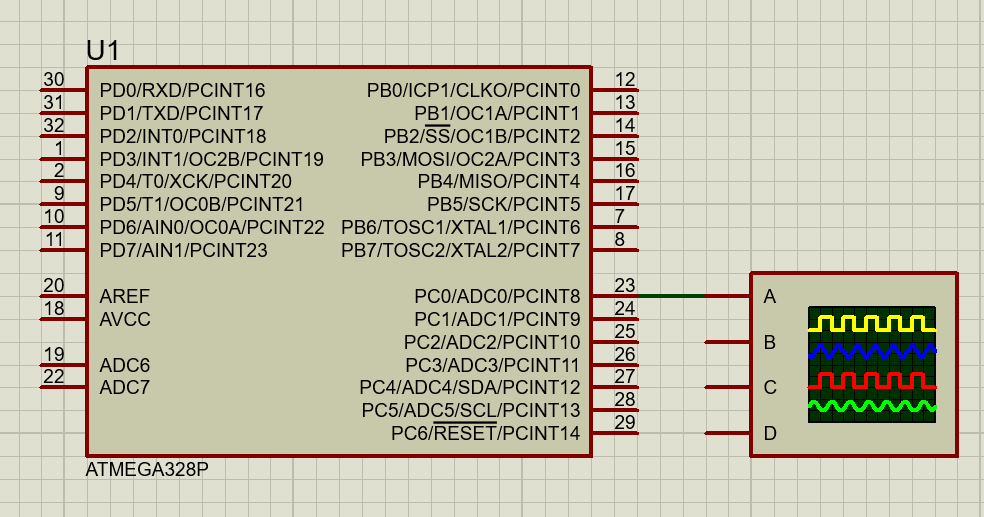 U1
30 PD0/RXD/PCINT16 PB0/ICP1/CLKO/PCINT0 12
31 PD1/TXD/PCINT17 PB1/OC1A/PCINT1 13
32 PD2/INT0/PCINT18 PB2/SS/OC1B/PCINT2 14
1 PD3/INT1/OC2B/PCINT19 PB3/MOSI/OC2A/PCINT3 15
2 PD4/T0/XCK/PCINT20 PB4/MISO/PCINT4 16
9 PD5/T1/OC0B/PCINT21 PB5/SCK/PCINT5 17
10 PD6/AIN0/OC0A/PCINT22 PB6/TOSC1/XTAL1/PCINT6 7
11 PD7/AIN1/PCINT23 PB7/TOSC2/XTAL2/PCINT7 8
20 AREF PC0/ADC0/PCINT8 23 A
18 AVCC PC1/ADC1/PCINT9 24
PC2/ADC2/PCINT10 25 B
19 ADC6 PC3/ADC3/PCINT11 26
22 ADC7 PC4/ADC4/SDA/PCINT12 27 C
PC5/ADC5/SCL/PCINT13 28
PC6/RESET/PCINT14 29 D
ATMEGA328P